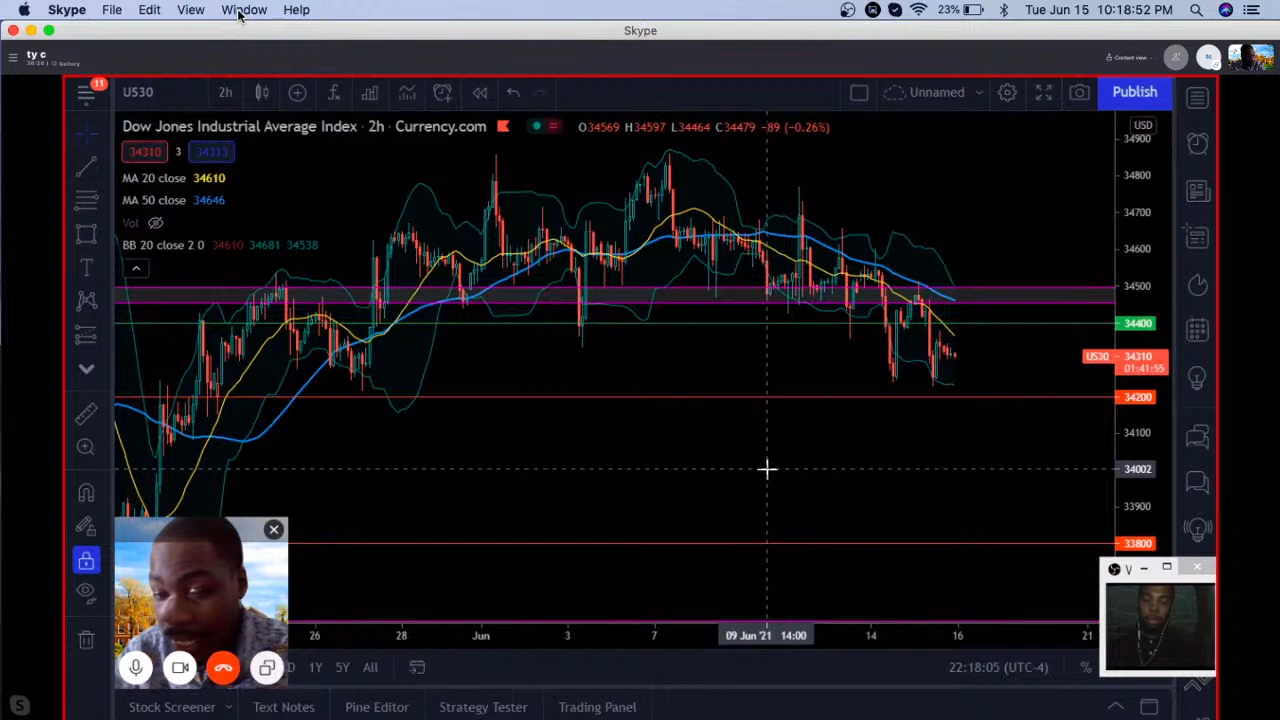 Skype File Edit View Window Help 23% Tue Jun 15 10:18:52 PM
Skype
ty c
Gallery Content view
11 US30 2h Unnamed Publish
Dow Jones Industrial Average Index · 2h · Currency.com O34569 H34597 L34464 C34479 -89 (-0.26%) USD
34310 3 34313
MA 20 close 34610
MA 50 close 34646
Vol
BB 20 close 2 0 34610 34681 34538
34900
34800
34700
34600
34500
34400
US30 34310
01:41:55
34200
34100
34002
33900
33800
26 28 Jun 3 7 09 Jun '21 14:00 14 16 21
D 1Y 5Y All 22:18:05 (UTC-4) %
Stock Screener Text Notes Pine Editor Strategy Tester Trading Panel
V